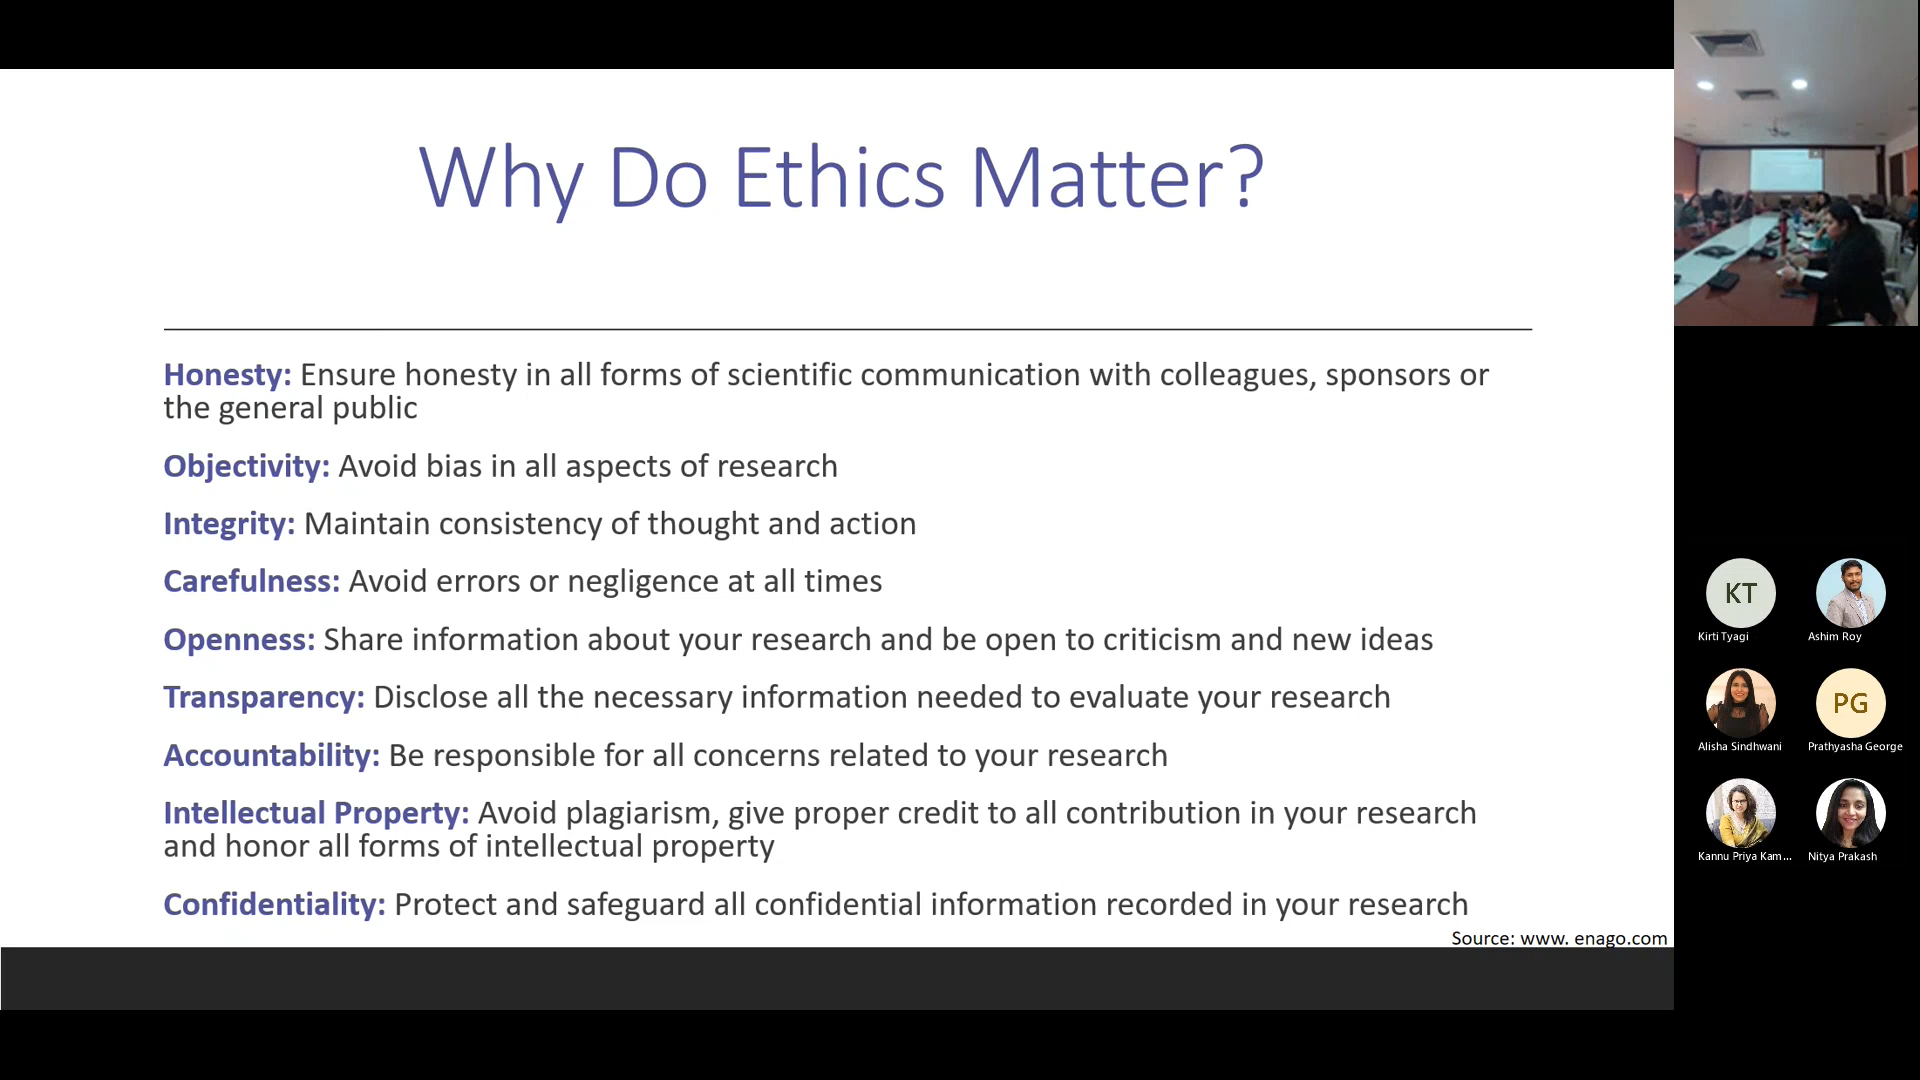 Why Do Ethics Matter?
Honesty: Ensure honesty in all forms of scientific communication with colleagues, sponsors or
the general public
Objectivity: Avoid bias in all aspects of research
Integrity: Maintain consistency of thought and action
Carefulness: Avoid errors or negligence at all times
Openness: Share information about your research and be open to criticism and new ideas
Transparency: Disclose all the necessary information needed to evaluate your research
Accountability: Be responsible for all concerns related to your research
Intellectual Property: Avoid plagiarism, give proper credit to all contribution in your research
and honor all forms of intellectual property
Confidentiality: Protect and safeguard all confidential information recorded in your research
Source: www. enago.com
KT
Kirti Tyagi
Ashim Roy
Alisha Sindhwani
PG
Prathyasha George
Kannu Priya Kam...
Nitya Prakash